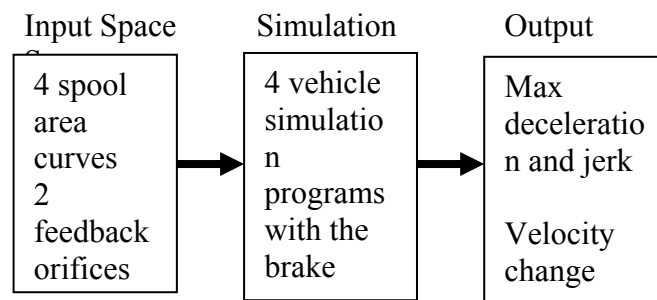 Input Space
Simulation
Output
4 spool
area
curves
2
feedback
orifices
4 vehicle
simulatio
n
programs
with the
brake
Max
deceleratio
n and jerk
Velocity
change